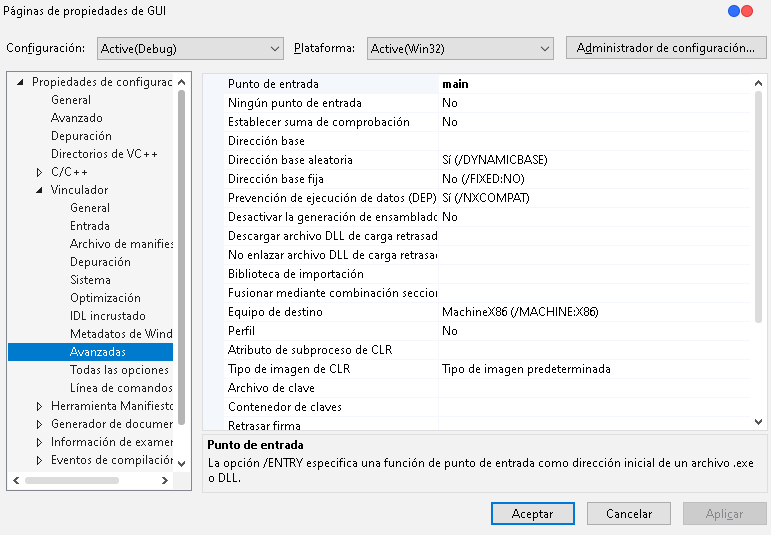 Páginas de propiedades de GUI
Configuración: Active(Debug) Plataforma: Active(Win32) Administrador de configuración...
Propiedades de configurac
General
Avanzado
Depuración
Directorios de VC++
C/C++
Vinculador
General
Entrada
Archivo de manifies
Depuración
Sistema
Optimización
IDL incrustado
Metadatos de Wind
Avanzadas
Todas las opciones
Línea de comandos
Herramienta Manifiesto
Generador de documen
Información de examen
Eventos de compilación
Punto de entrada main
Ningún punto de entrada No
Establecer suma de comprobación No
Dirección base
Dirección base aleatoria Sí (/DYNAMICBASE)
Dirección base fija No (/FIXED:NO)
Prevención de ejecución de datos (DEP) Sí (/NXCOMPAT)
Desactivar la generación de ensamblado No
Descargar archivo DLL de carga retrasad
No enlazar archivo DLL de carga retrasa
Biblioteca de importación
Fusionar mediante combinación seccion
Equipo de destino MachineX86 (/MACHINE:X86)
Perfil No
Atributo de subproceso de CLR
Tipo de imagen de CLR Tipo de imagen predeterminada
Archivo de clave
Contenedor de claves
Retrasar firma
Punto de entrada
La opción /ENTRY especifica una función de punto de entrada como dirección inicial de un archivo .exe
o DLL.
Aceptar Cancelar Aplicar